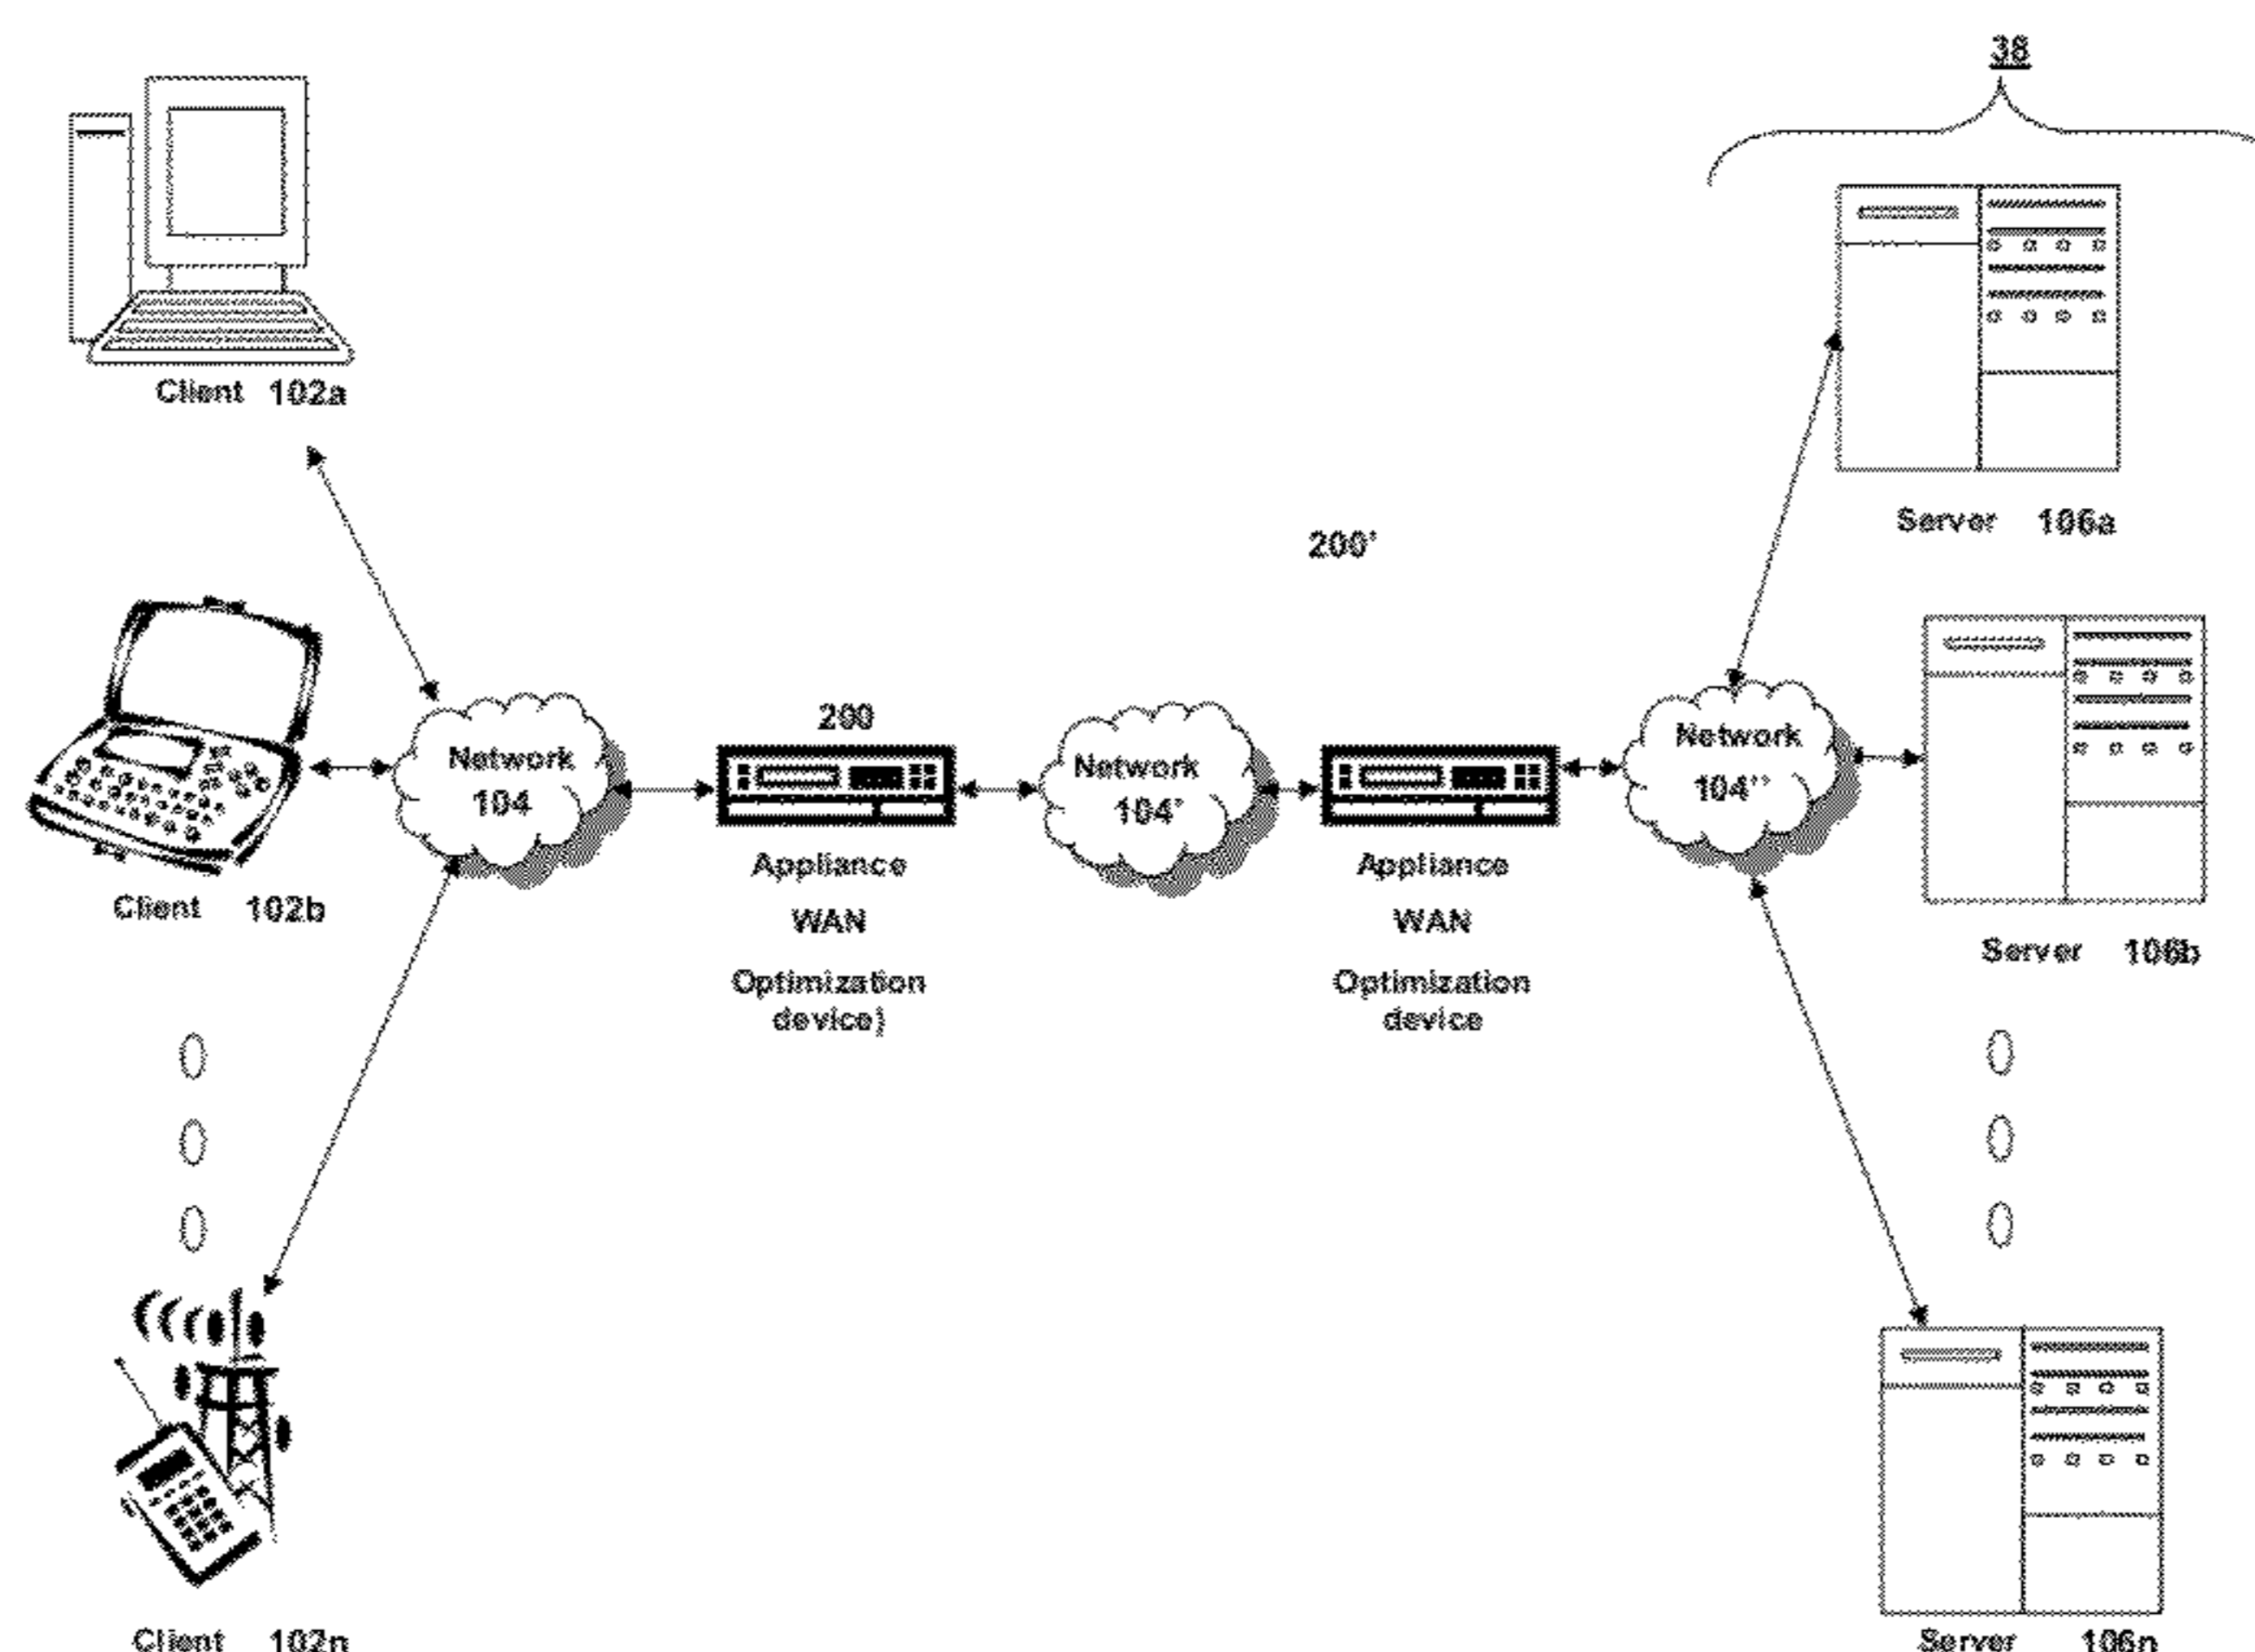 38
Client 102a
Server 106a
200'
Client 102b
Network
104
200
Appliance
WAN
Optimization
device)
Network
104'
Appliance
WAN
Optimization
device
Network
104''
Server 106b
Client 102n
Server 106n